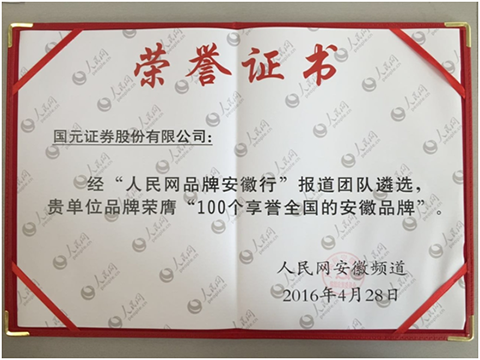 荣誉证书
国元证券股份有限公司：
经“人民网品牌安徽行”报道团队遴选，
贵单位品牌荣膺“100个享誉全国的安徽品牌”。
人民网安徽频道
2016年4月28日